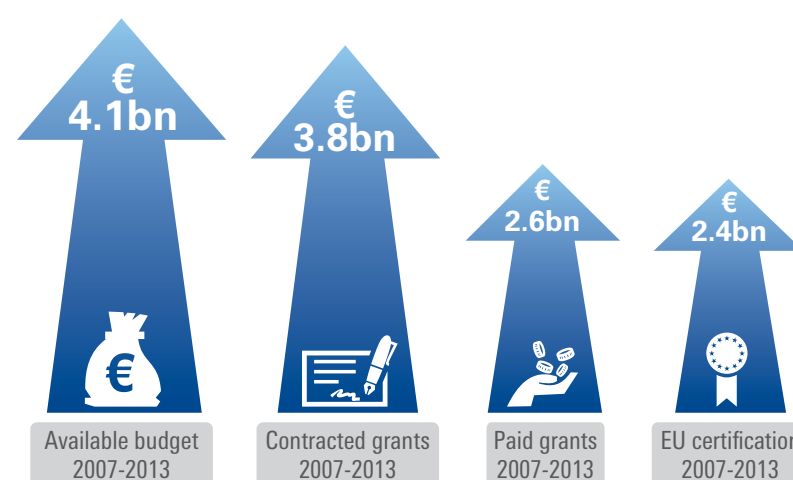 €
4.1bn
€
3.8bn
€
2.6bn
€
2.4bn
€
Available budget
2007-2013
Contracted grants
2007-2013
Paid grants
2007-2013
EU certification
2007-2013